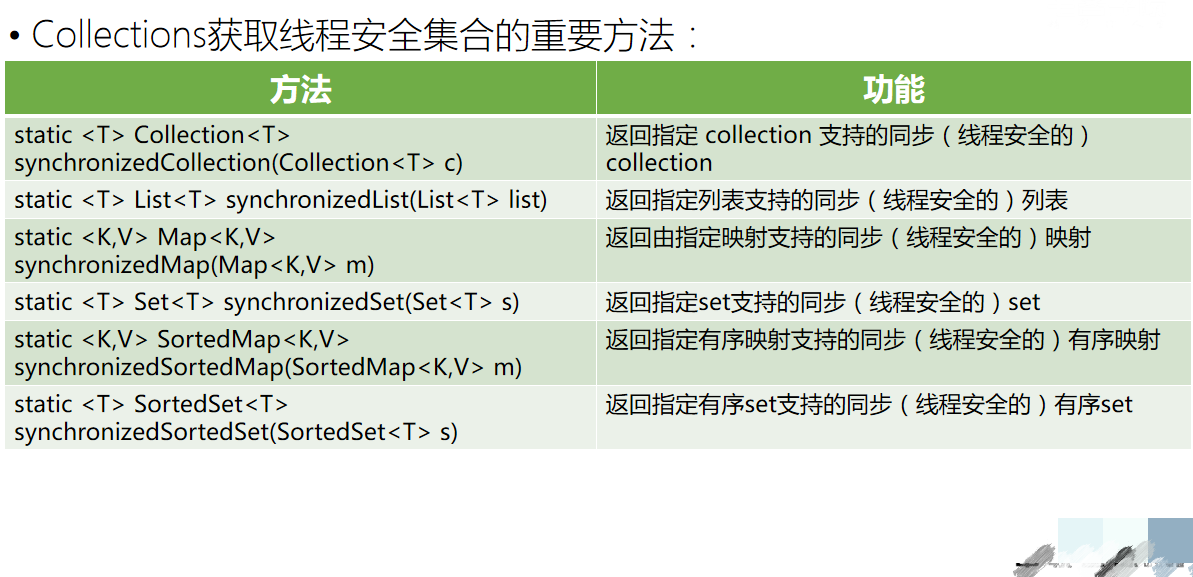 • Collections获取线程安全集合的重要方法：
方法
功能
static <T> Collection<T>
synchronizedCollection(Collection<T> c)
返回指定 collection 支持的同步（线程安全的）
collection
static <T> List<T> synchronizedList(List<T> list)
返回指定列表支持的同步（线程安全的）列表
static <K,V> Map<K,V>
synchronizedMap(Map<K,V> m)
返回由指定映射支持的同步（线程安全的）映射
static <T> Set<T> synchronizedSet(Set<T> s)
返回指定set支持的同步（线程安全的）set
static <K,V> SortedMap<K,V>
synchronizedSortedMap(SortedMap<K,V> m)
返回指定有序映射支持的同步（线程安全的）有序映射
static <T> SortedSet<T>
synchronizedSortedSet(SortedSet<T> s)
返回指定有序set支持的同步（线程安全的）有序set